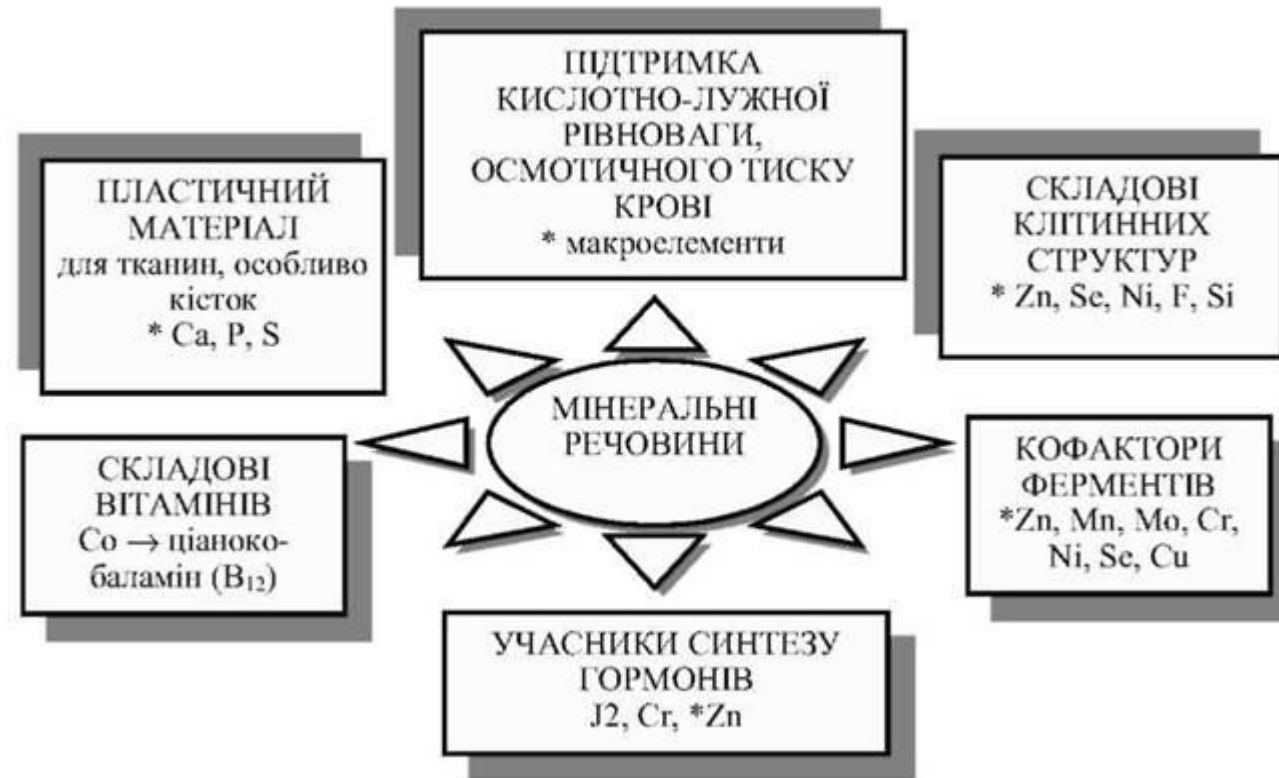 ПІДТРИМКА
КИСЛОТНО-ЛУЖНОЇ
РІВНОВАГИ,
ОСМОТИЧНОГО ТИСКУ
КРОВІ
* макроелементи
ПЛАСТИЧНИЙ
МАТЕРІАЛ
для тканин, особливо
кісток
* Ca, P, S
СКЛАДОВІ
КЛІТИННИХ
СТРУКТУР
* Zn, Se, Ni, F, Si
МІНЕРАЛЬНІ
РЕЧОВИНИ
СКЛАДОВІ
ВІТАМІНІВ
Co → ціаноко-
баламін (B₁₂)
КОФАКТОРИ
ФЕРМЕНТІВ
*Zn, Mn, Mo, Cr,
Ni, Se, Cu
УЧАСНИКИ СИНТЕЗУ
ГОРМОНІВ
J2, Cr, *Zn